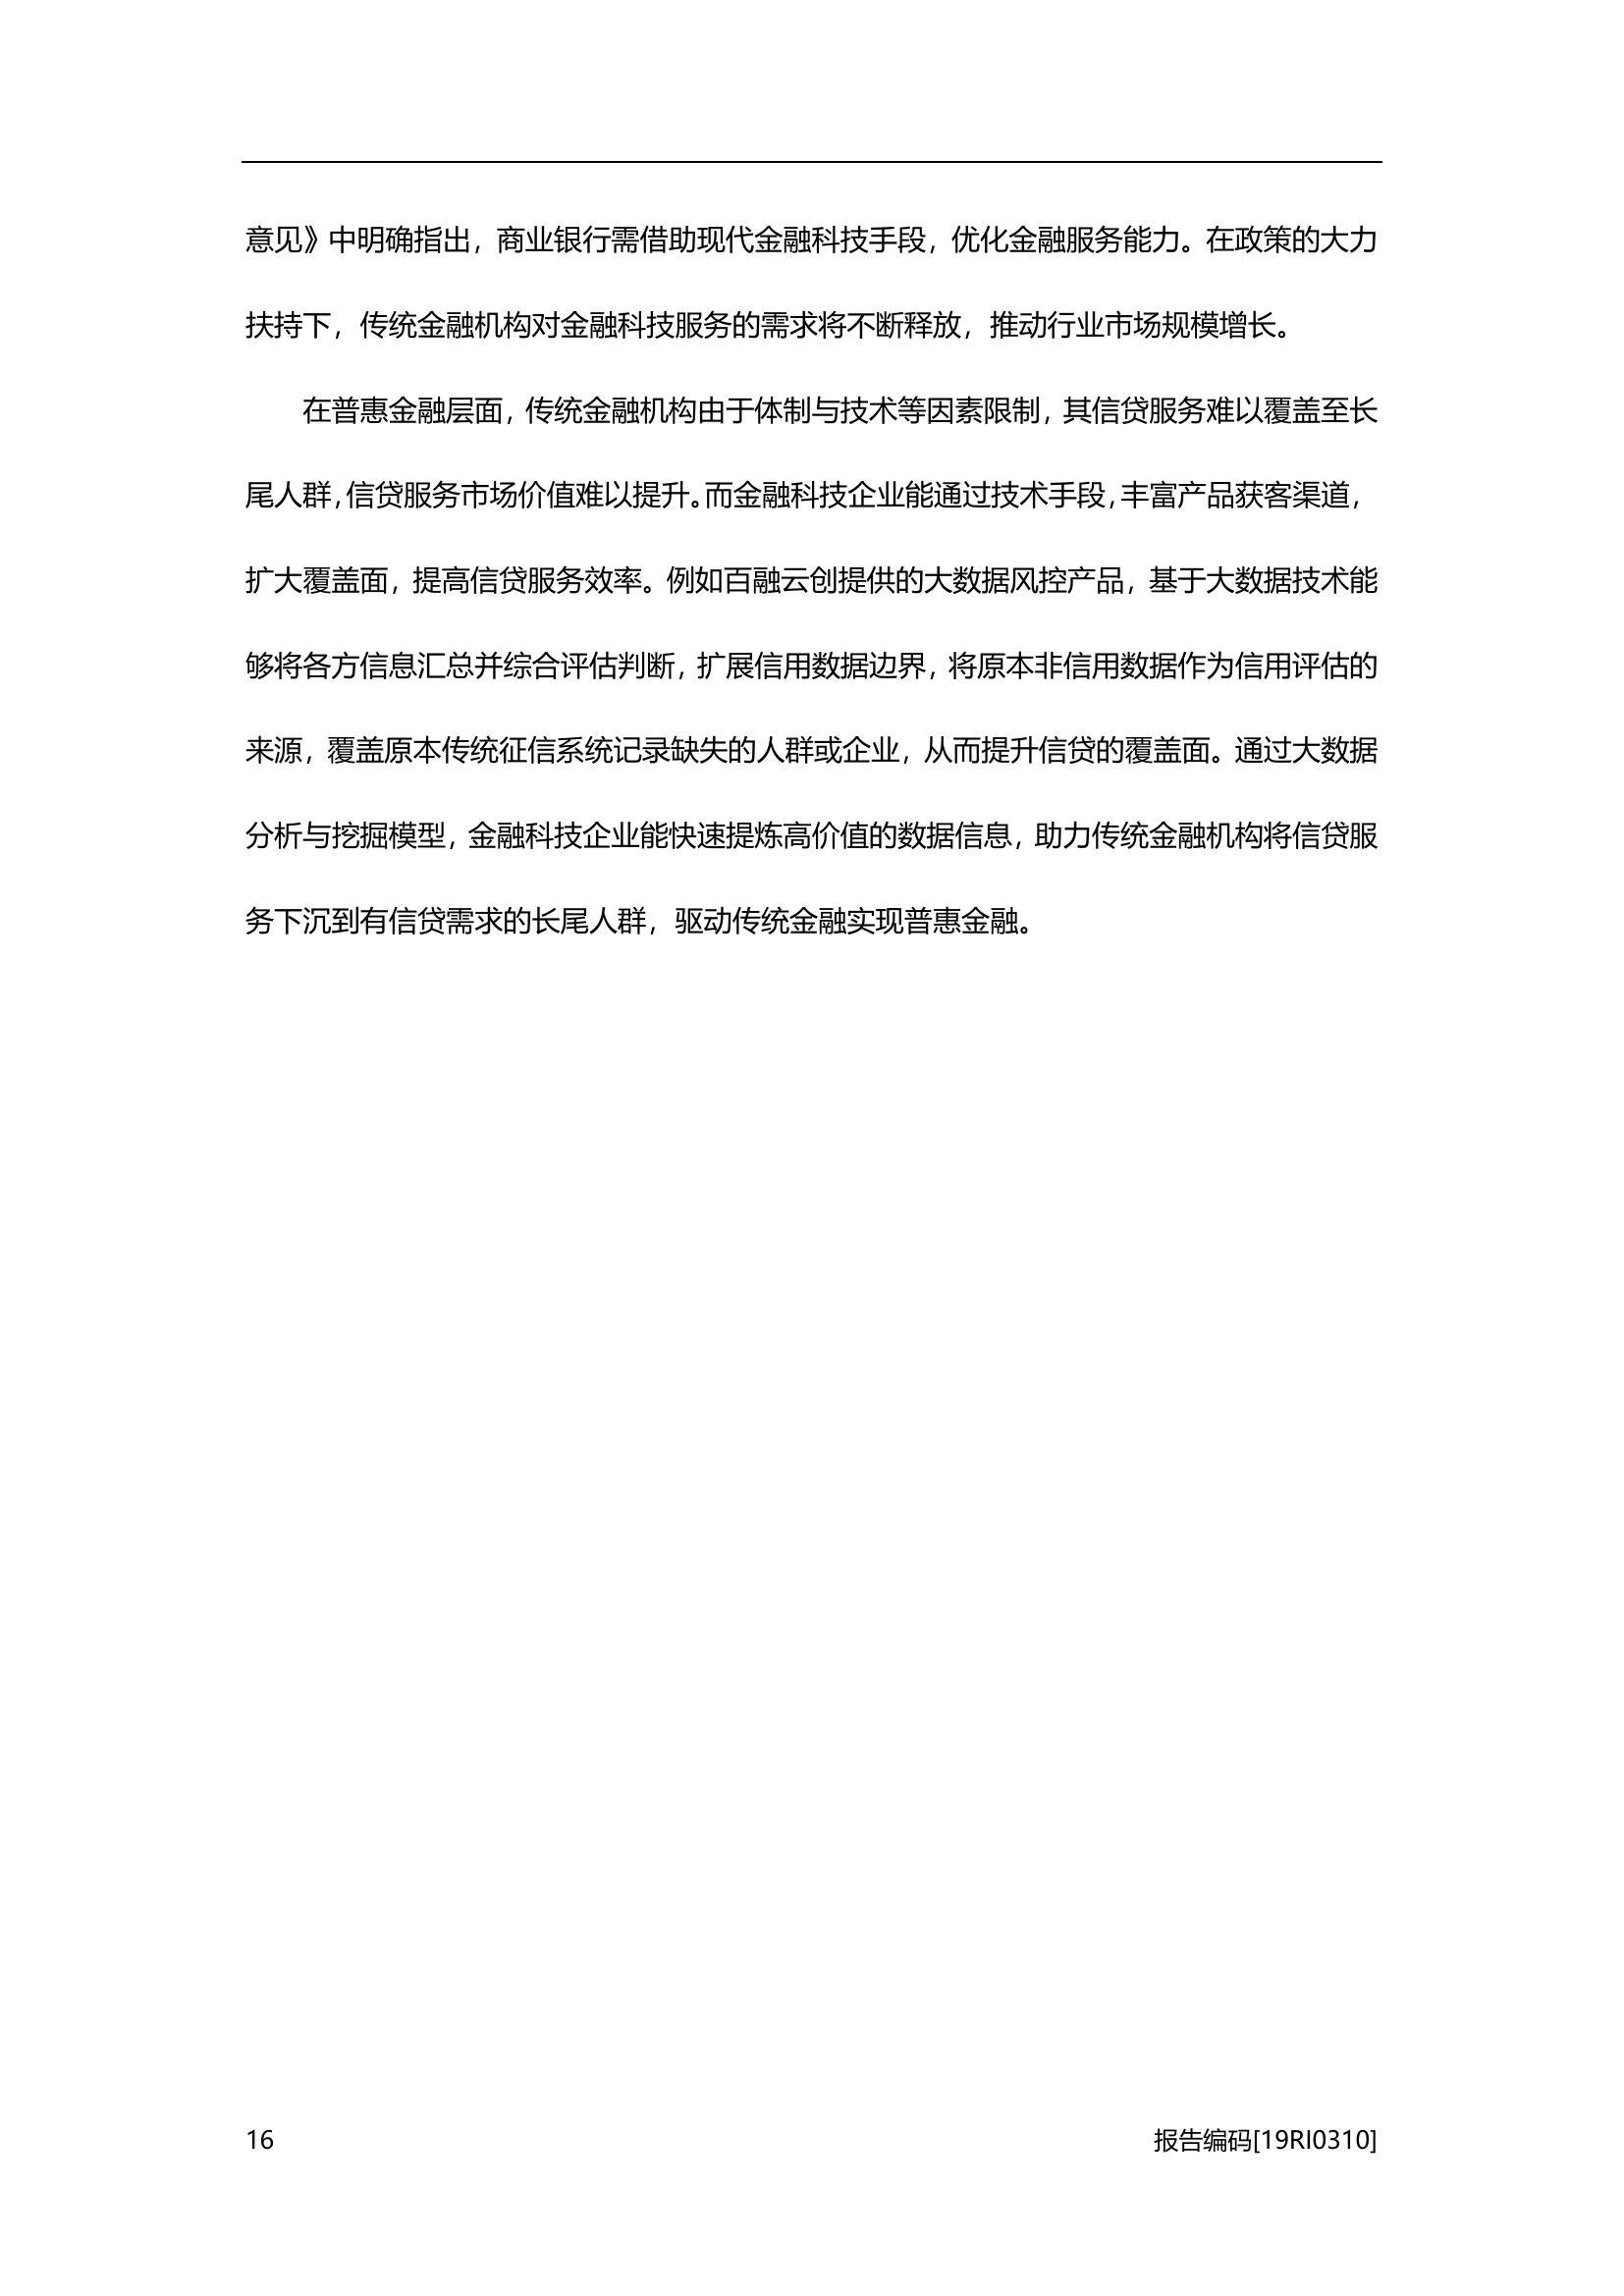 意见》中明确指出，商业银行需借助现代金融科技手段，优化金融服务能力。在政策的大力
扶持下，传统金融机构对金融科技服务的需求将不断释放，推动行业市场规模增长。
在普惠金融层面，传统金融机构由于体制与技术等因素限制，其信贷服务难以覆盖至长
尾人群，信贷服务市场价值难以提升。而金融科技企业能通过技术手段，丰富产品获客渠道，
扩大覆盖面，提高信贷服务效率。例如百融云创提供的大数据风控产品，基于大数据技术能
够将各方信息汇总并综合评估判断，扩展信用数据边界，将原本非信用数据作为信用评估的
来源，覆盖原本传统征信系统记录缺失的人群或企业，从而提升信贷的覆盖面。通过大数据
分析与挖掘模型，金融科技企业能快速提炼高价值的数据信息，助力传统金融机构将信贷服
务下沉到有信贷需求的长尾人群，驱动传统金融实现普惠金融。
16
报告编码[19RI0310]